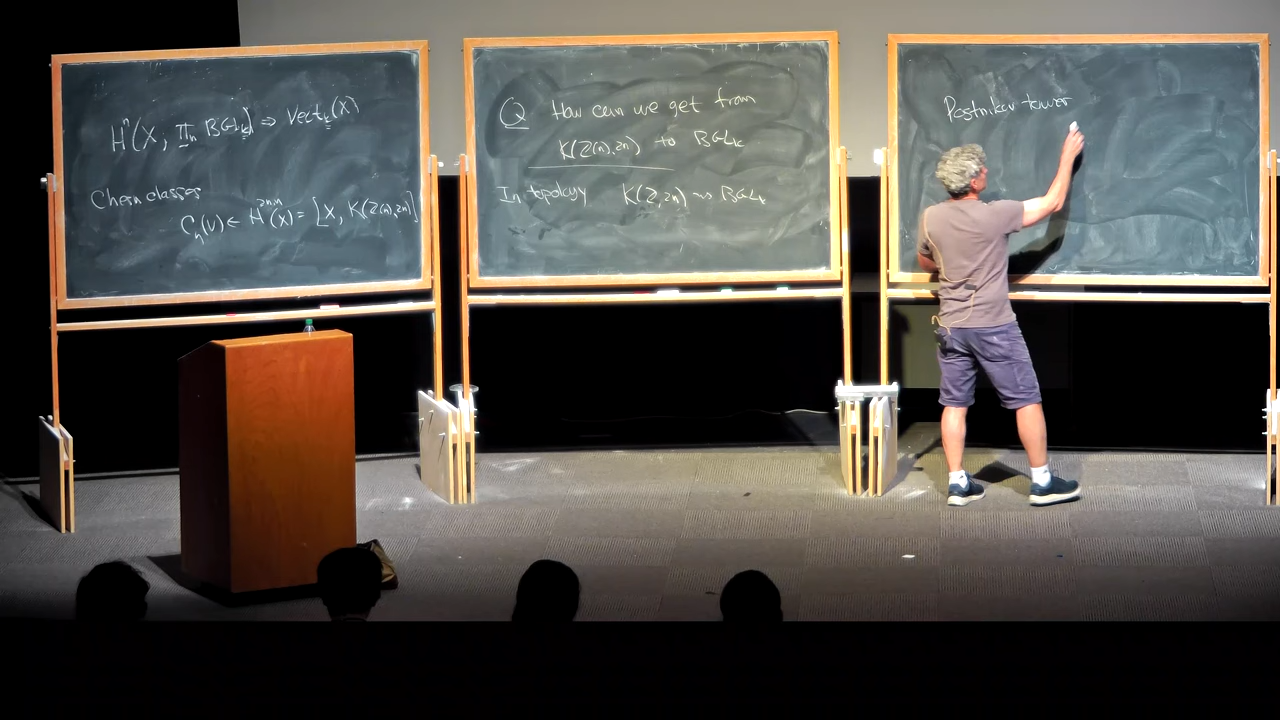 Hⁿ(X, π_n BGL_k) ⇒ Vect_k(X)
Chern classes
C_n(V) ∈ H^{2n,n}(X) = [X, K(Z(n),2n)]
Q How can we get from
K(Z(n),2n) to BGL_k
In topology K(Z,2n) ⇝ BGL_k
Postnikov tower